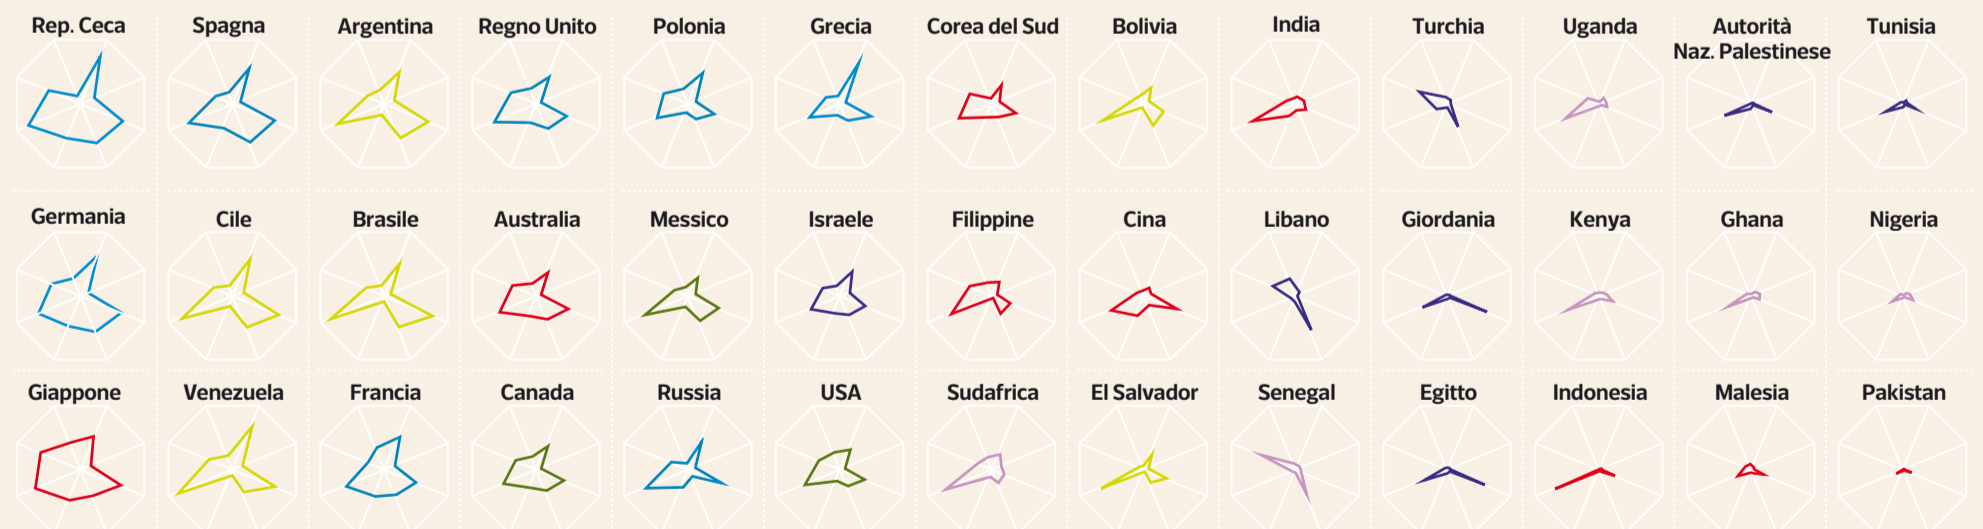 Rep. Ceca
Spagna
Argentina
Regno Unito
Polonia
Grecia
Corea del Sud
Bolivia
India
Turchia
Uganda
Autorità
Naz. Palestinese
Tunisia
Germania
Cile
Brasile
Australia
Messico
Israele
Filippine
Cina
Libano
Giordania
Kenya
Ghana
Nigeria
Giappone
Venezuela
Francia
Canada
Russia
USA
Sudafrica
El Salvador
Senegal
Egitto
Indonesia
Malesia
Pakistan